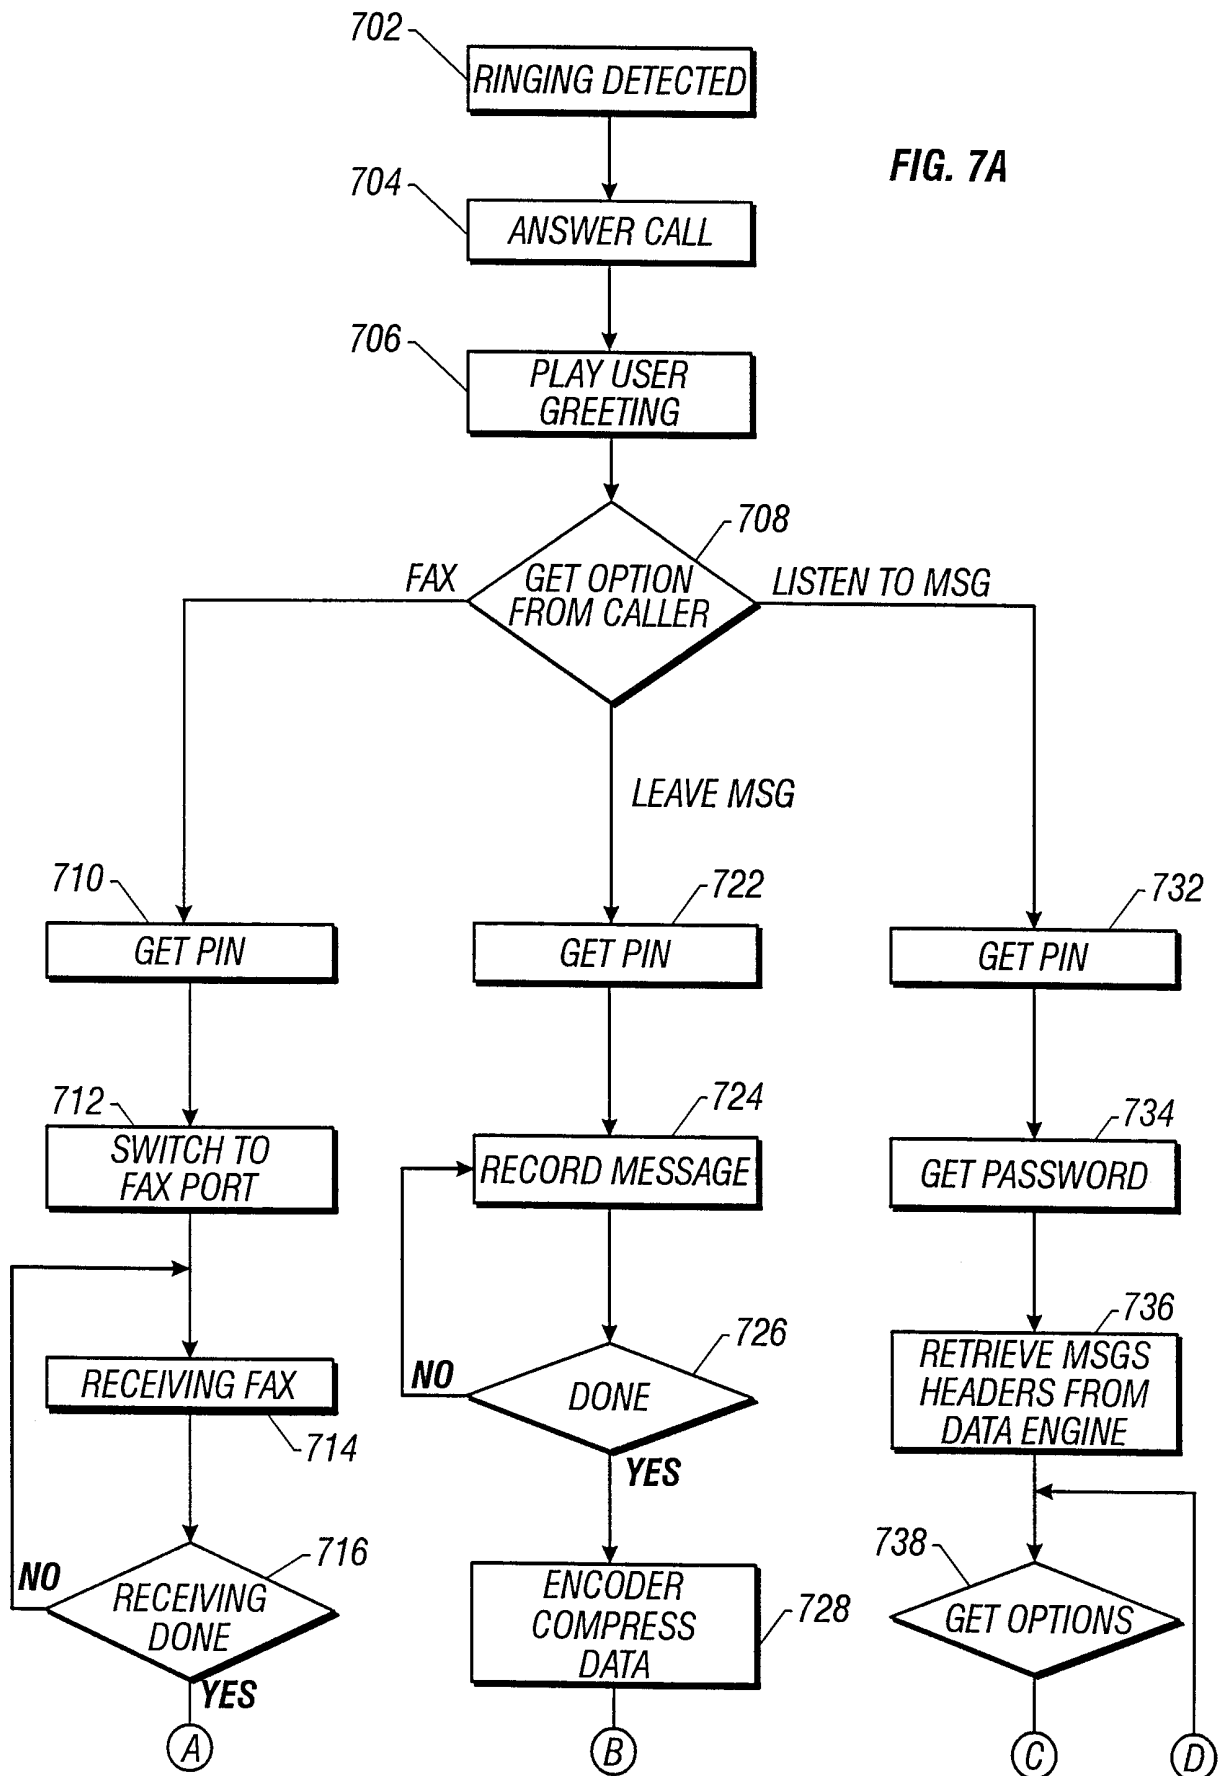 702
RINGING DETECTED
FIG. 7A
704
ANSWER CALL
706
PLAY USER
GREETING
708
FAX
GET OPTION
FROM CALLER
LISTEN TO MSG
LEAVE MSG
710
GET PIN
722
GET PIN
732
GET PIN
712
SWITCH TO
FAX PORT
724
RECORD MESSAGE
734
GET PASSWORD
RECEIVING FAX
714
726
NO
DONE
YES
736
RETRIEVE MSGS
HEADERS FROM
DATA ENGINE
716
NO
RECEIVING
DONE
YES
ENCODER
COMPRESS
DATA
728
738
GET OPTIONS
A
B
C
D